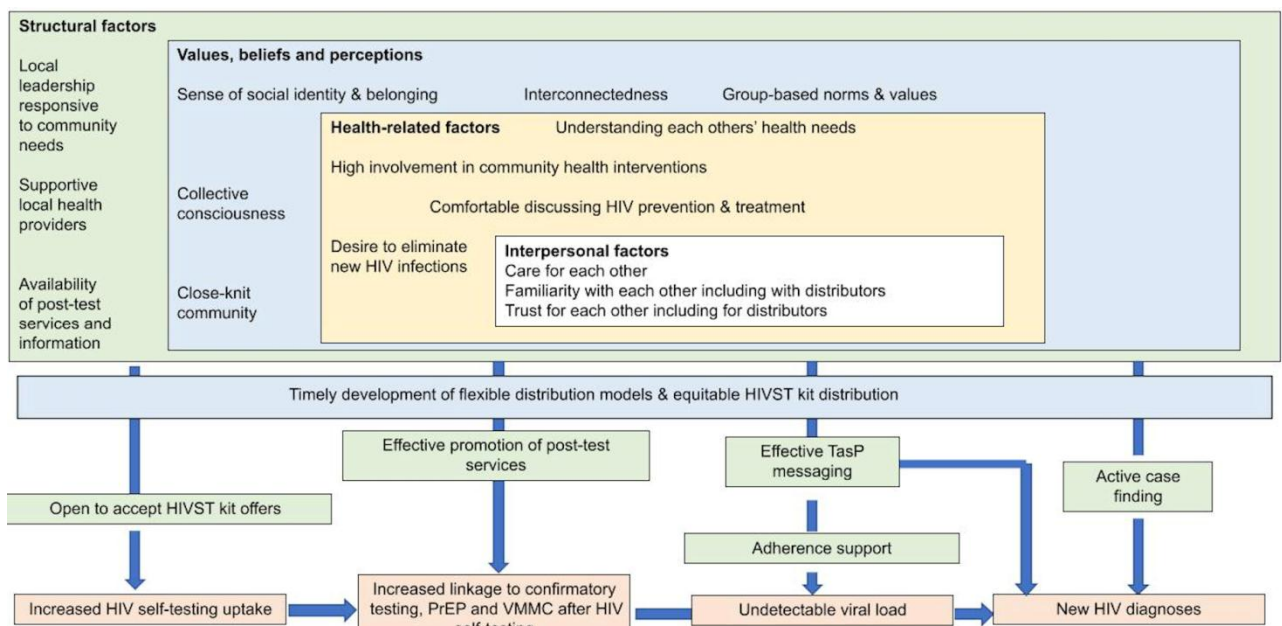 Structural factors
Local
leadership
responsive
to community
needs
Supportive
local health
providers
Availability
of post-test
services and
information
Values, beliefs and perceptions
Sense of social identity & belonging
Interconnectedness
Group-based norms & values
Collective
consciousness
Close-knit
community
Health-related factors
Understanding each others' health needs
High involvement in community health interventions
Comfortable discussing HIV prevention & treatment
Desire to eliminate
new HIV infections
Interpersonal factors
Care for each other
Familiarity with each other including with distributors
Trust for each other including for distributors
Timely development of flexible distribution models & equitable HIVST kit distribution
Open to accept HIVST kit offers
Effective promotion of post-test
services
Effective TasP
messaging
Adherence support
Active case
finding
Increased HIV self-testing uptake
Increased linkage to confirmatory
testing, PrEP and VMMC after HIV
self-testing
Undetectable viral load
New HIV diagnoses